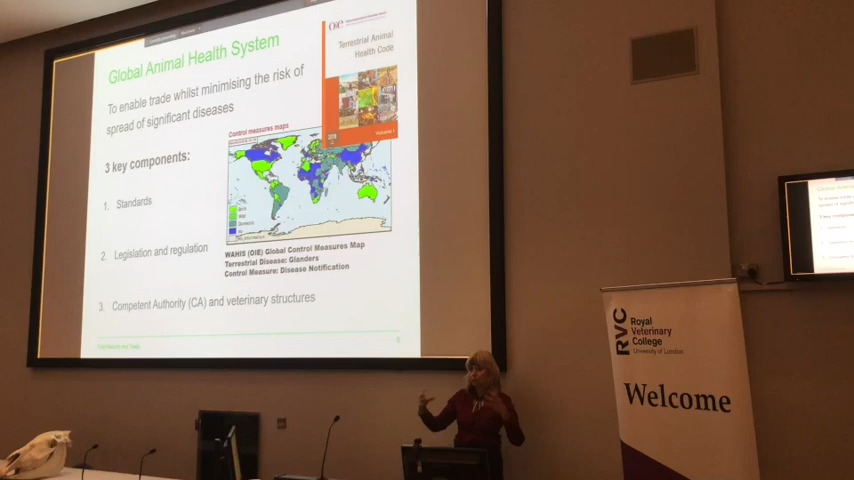 Global Animal Health System
To enable trade whilst minimising the risk of
spread of significant diseases
3 key components:
1. Standards
2. Legislation and regulation
3. Competent Authority (CA) and veterinary structures
Oie
Terrestrial Animal
Health Code
Volume I
Control measures maps
WAHIS (OIE) Global Control Measures Map
Terrestrial Disease: Glanders
Control Measure: Disease Notification
RVC
Royal
Veterinary
College
University of London
Welcome